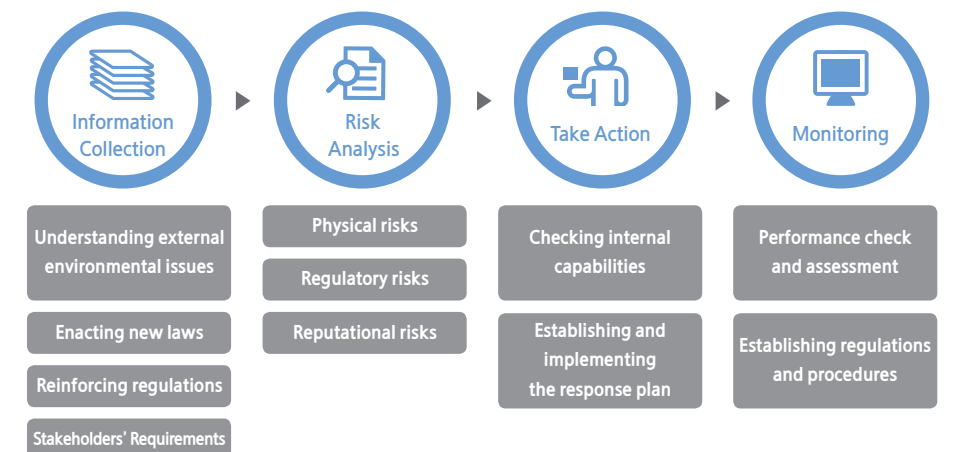 Information
Collection
Risk
Analysis
Take Action
Monitoring
Understanding external
environmental issues
Enacting new laws
Reinforcing regulations
Stakeholders' Requirements
Physical risks
Regulatory risks
Reputational risks
Checking internal
capabilities
Establishing and
implementing
the response plan
Performance check
and assessment
Establishing regulations
and procedures